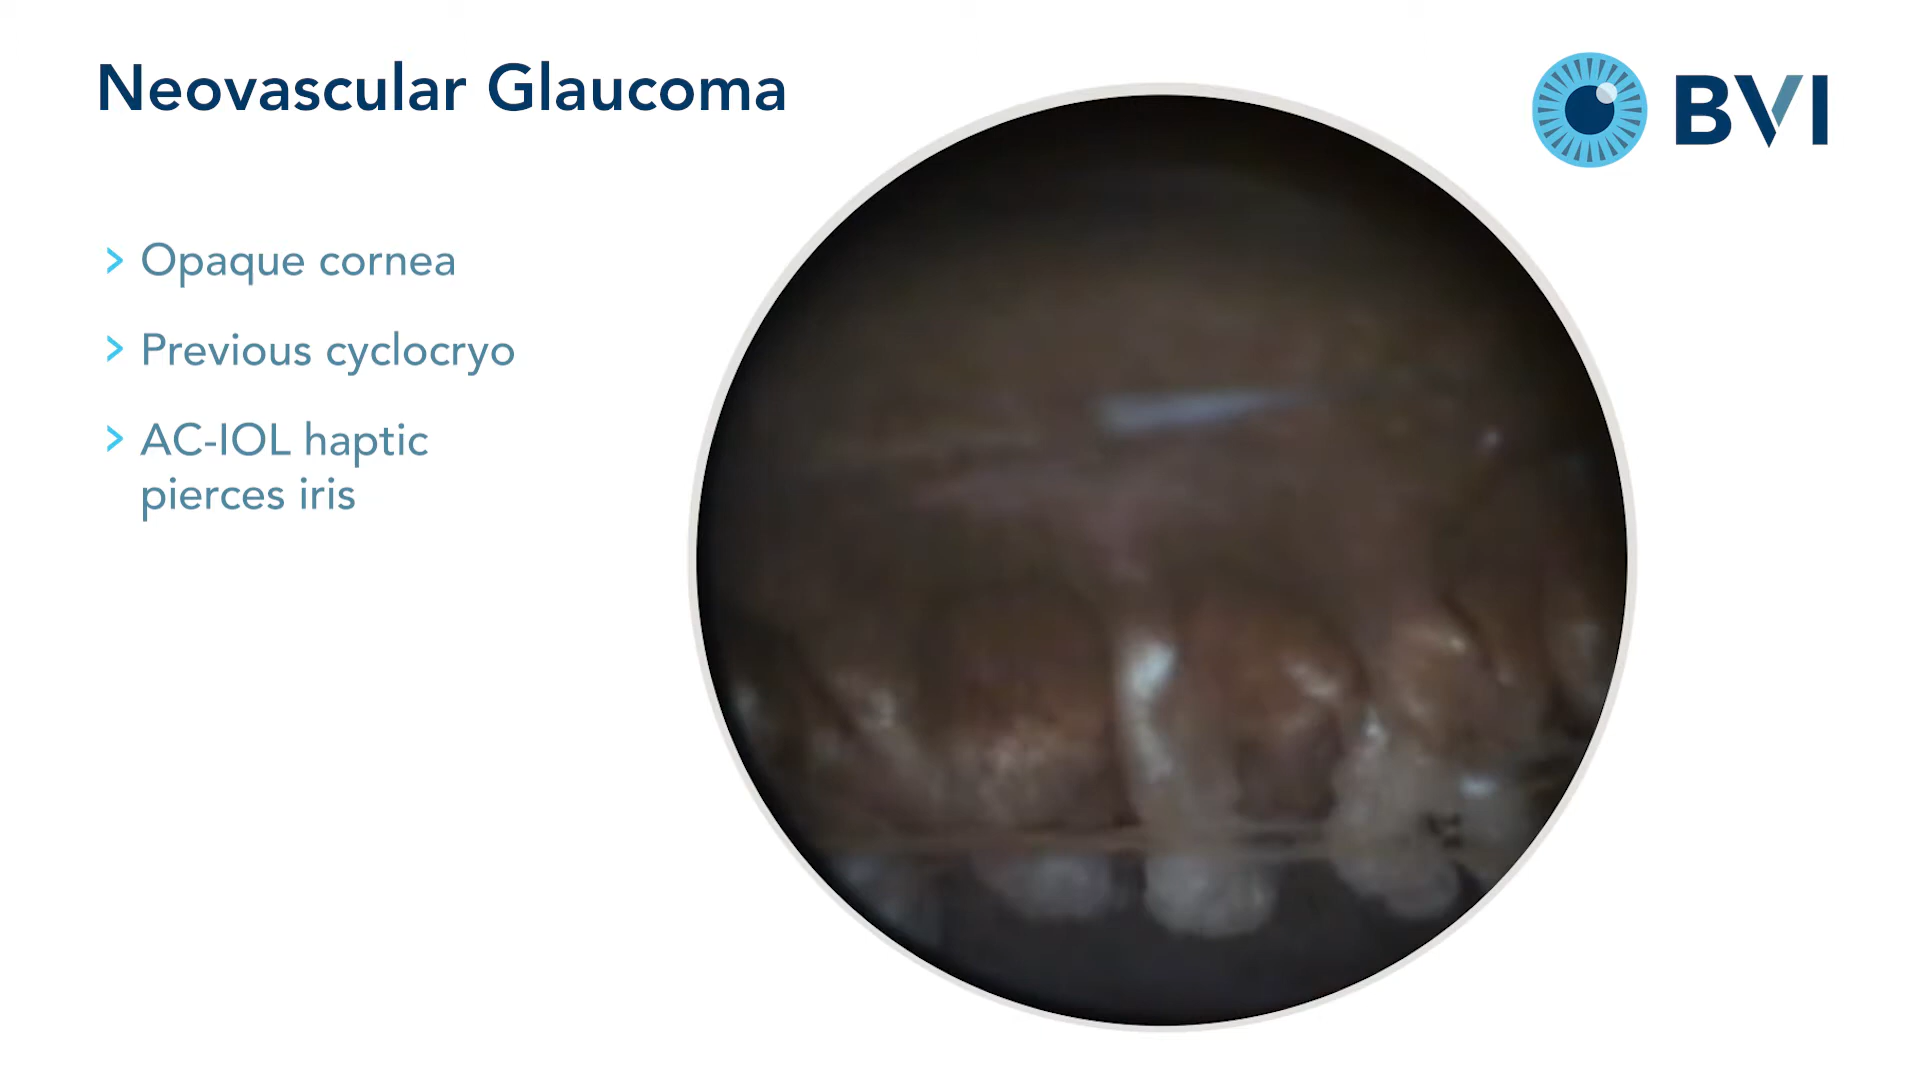 Neovascular Glaucoma
BVI
> Opaque cornea
> Previous cyclocryo
> AC-IOL haptic
pierces iris